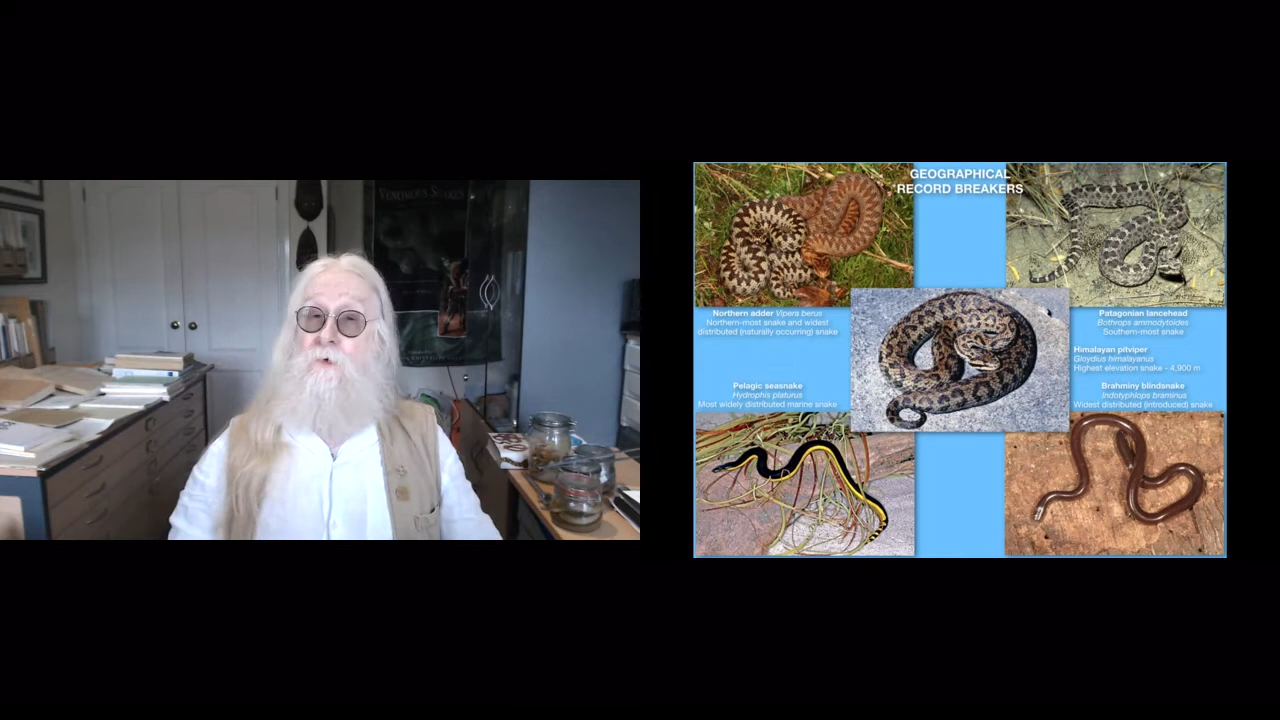 VENOMOUS SNAKES
GEOGRAPHICAL
RECORD BREAKERS
Northern adder Vipera berus
Northern-most snake and widest
distributed (naturally occurring) snake
Patagonian lancehead
Bothrops ammodytoides
Southern-most snake
Himalayan pitviper
Gloydius himalayanus
Highest elevation snake - 4,900 m
Pelagic seasnake
Hydrophis platurus
Most widely distributed marine snake
Brahminy blindsnake
Indotyphlops braminus
Widest distributed (introduced) snake